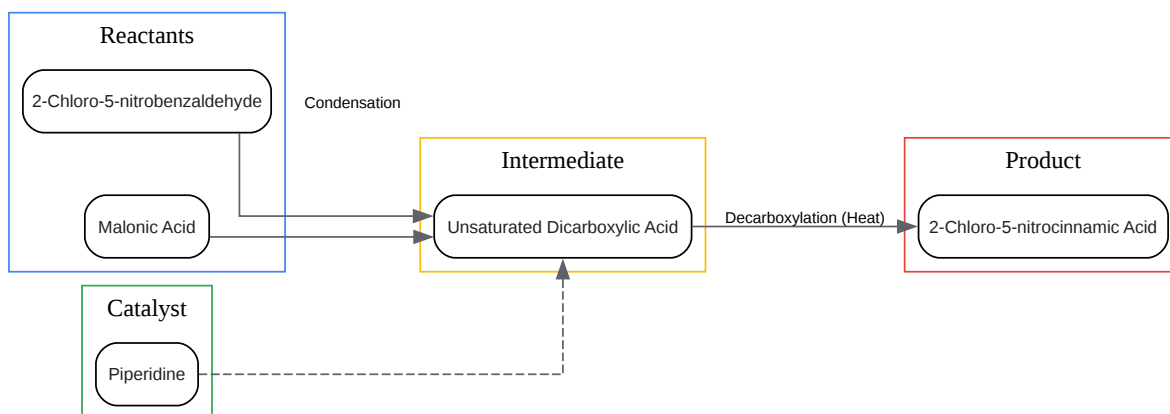 Reactants
2-Chloro-5-nitrobenzaldehyde
Condensation
Malonic Acid
Intermediate
Unsaturated Dicarboxylic Acid
Decarboxylation (Heat)
Product
2-Chloro-5-nitrocinnamic Acid
Catalyst
Piperidine